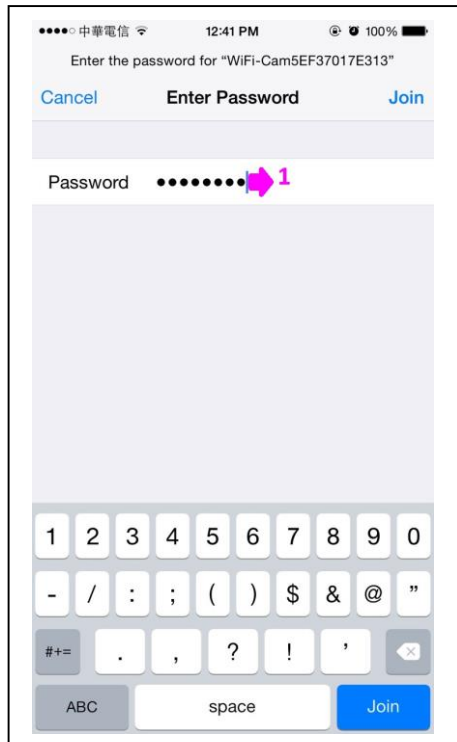 ●●●●○ 中華電信 12:41 PM 100%
Enter the password for “WiFi-Cam5EF37017E313”
Cancel Enter Password Join
Password ●●●●●●●● 1
1 2 3 4 5 6 7 8 9 0
- / : ; ( ) $ & @ ”
#+= . , ? ! ’
ABC space Join